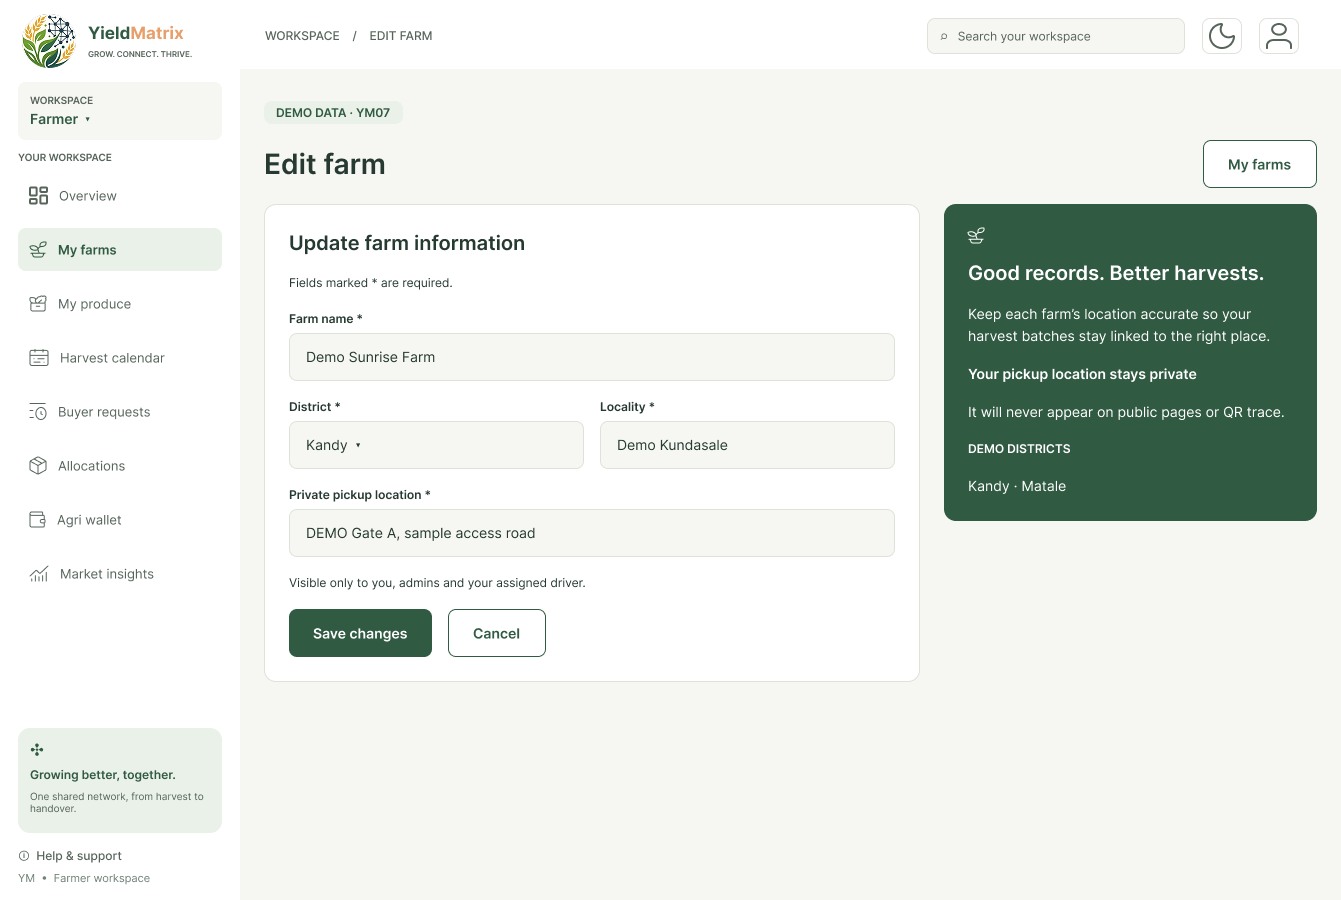 YieldMatrix
GROW. CONNECT. THRIVE.
WORKSPACE / EDIT FARM
Search your workspace
WORKSPACE
Farmer ▾
YOUR WORKSPACE
Overview
My farms
My produce
Harvest calendar
Buyer requests
Allocations
Agri wallet
Market insights
Growing better, together.
One shared network, from harvest to
handover.
Help & support
YM • Farmer workspace
DEMO DATA · YM07
Edit farm
My farms
Update farm information
Fields marked * are required.
Farm name *
Demo Sunrise Farm
District *
Locality *
Kandy ▾
Demo Kundasale
Private pickup location *
DEMO Gate A, sample access road
Visible only to you, admins and your assigned driver.
Save changes
Cancel
Good records. Better harvests.
Keep each farm’s location accurate so your
harvest batches stay linked to the right place.
Your pickup location stays private
It will never appear on public pages or QR trace.
DEMO DISTRICTS
Kandy · Matale